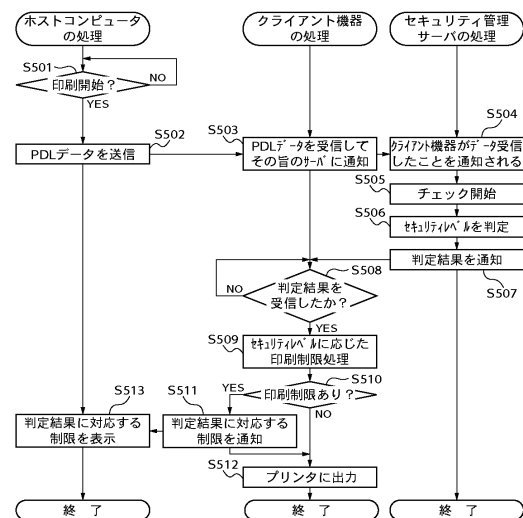 ホストコンピュータ
の処理
S501
印刷開始？
NO
YES
S502
PDLデータを送信
S513
判定結果に対応する
制限を表示
終 了
クライアント機器
の処理
S503
PDLデータを受信して
その旨のサーバに通知
S508
判定結果を
受信したか？
NO
YES
S509
セキュリティレベルに応じた
印刷制限処理
S510
印刷制限あり？
YES
NO
S511
判定結果に対応する
制限を通知
S512
プリンタに出力
終 了
セキュリティ管理
サーバの処理
S504
クライアント機器がデータ受信
したことを通知される
S505
チェック開始
S506
セキュリティレベルを判定
判定結果を通知
S507
終 了